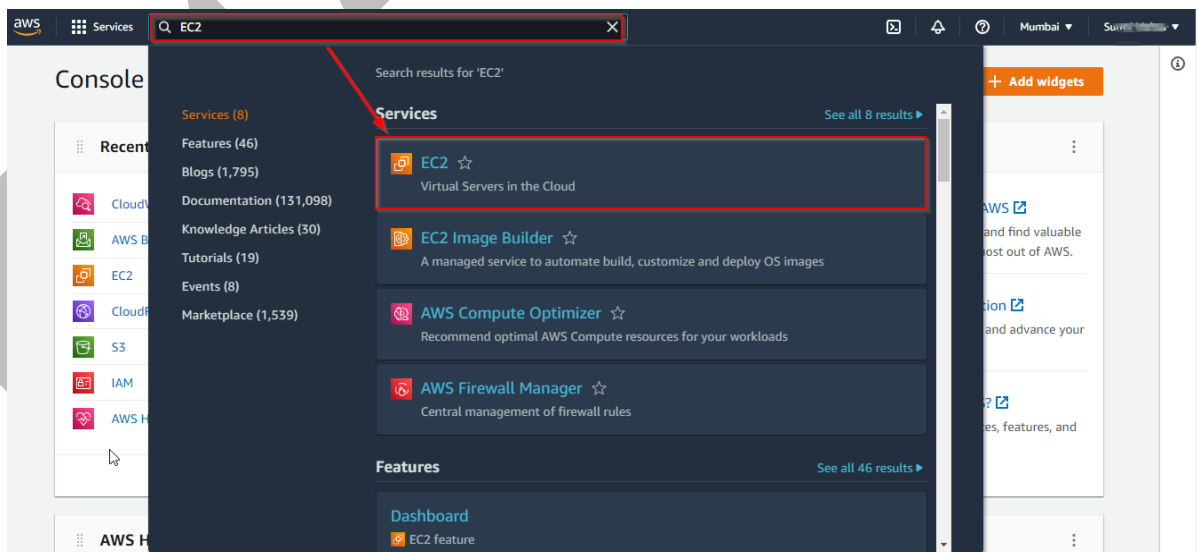 aws Services EC2 Mumbai
Console
Add widgets
Search results for 'EC2'
Services (8)
Features (46)
Blogs (1,795)
Documentation (131,098)
Knowledge Articles (30)
Tutorials (19)
Events (8)
Marketplace (1,539)
Services See all 8 results
EC2
Virtual Servers in the Cloud
EC2 Image Builder
A managed service to automate build, customize and deploy OS images
AWS Compute Optimizer
Recommend optimal AWS Compute resources for your workloads
AWS Firewall Manager
Central management of firewall rules
Features See all 46 results
Dashboard
EC2 feature
Recent
Cloud
AWS B
EC2
CloudF
S3
IAM
AWS H
AWS H
AWS
and find valuable
most out of AWS.
tion
and advance your
?
ces, features, and